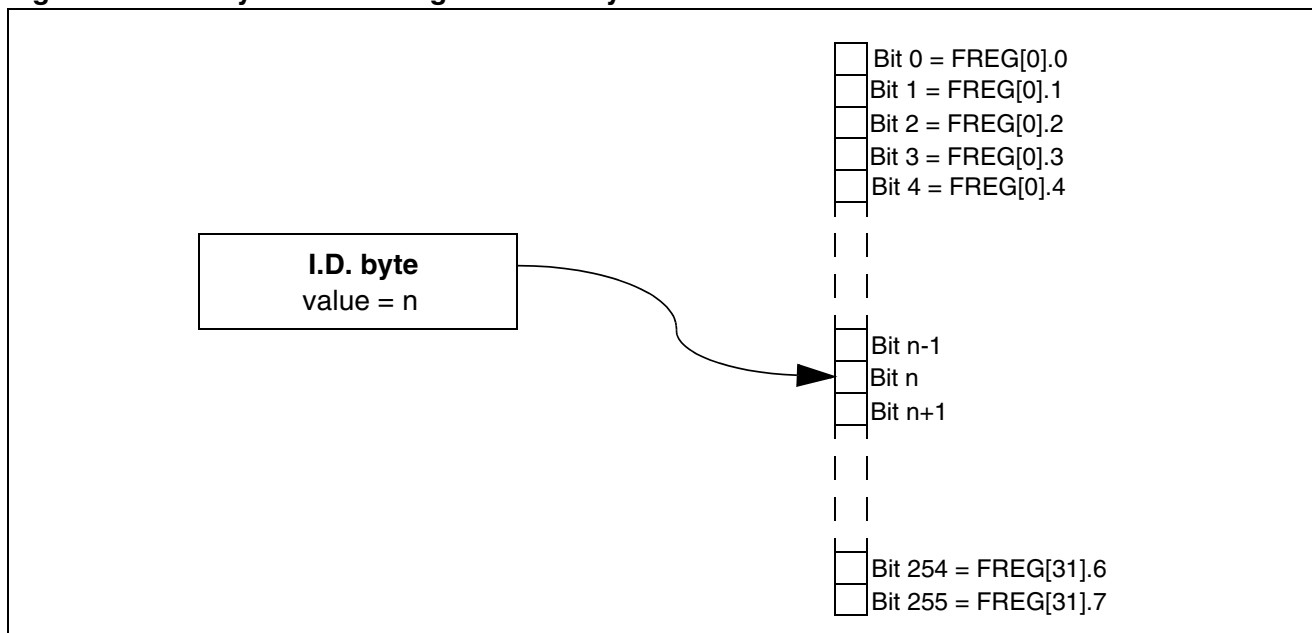 Bit 0 = FREG[0].0
Bit 1 = FREG[0].1
Bit 2 = FREG[0].2
Bit 3 = FREG[0].3
Bit 4 = FREG[0].4
I.D. byte
value = n
Bit n-1
Bit n
Bit n+1
Bit 254 = FREG[31].6
Bit 255 = FREG[31].7